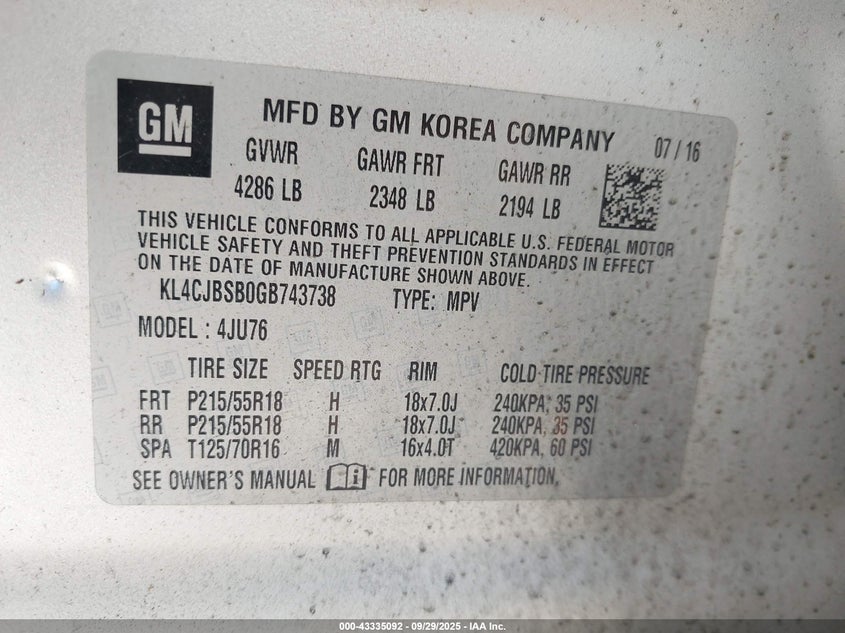 GM
MFD BY GM KOREA COMPANY 07 / 16
GVWR GAWR FRT GAWR RR
4286 LB 2348 LB 2194 LB
THIS VEHICLE CONFORMS TO ALL APPLICABLE U.S. FEDERAL MOTOR
VEHICLE SAFETY AND THEFT PREVENTION STANDARDS IN EFFECT
ON THE DATE OF MANUFACTURE SHOWN ABOVE.
KL4CJBSB0GB743738 TYPE: MPV
MODEL : 4JU76
TIRE SIZE SPEED RTG RIM COLD TIRE PRESSURE
FRT P215/55R18 H 18x7.0J 240KPA, 35 PSI
RR P215/55R18 H 18x7.0J 240KPA, 35 PSI
SPA T125/70R16 M 16x4.0T 420KPA, 60 PSI
SEE OWNER'S MANUAL i FOR MORE INFORMATION.
000-43335092 - 09/29/2025 - IAA Inc.